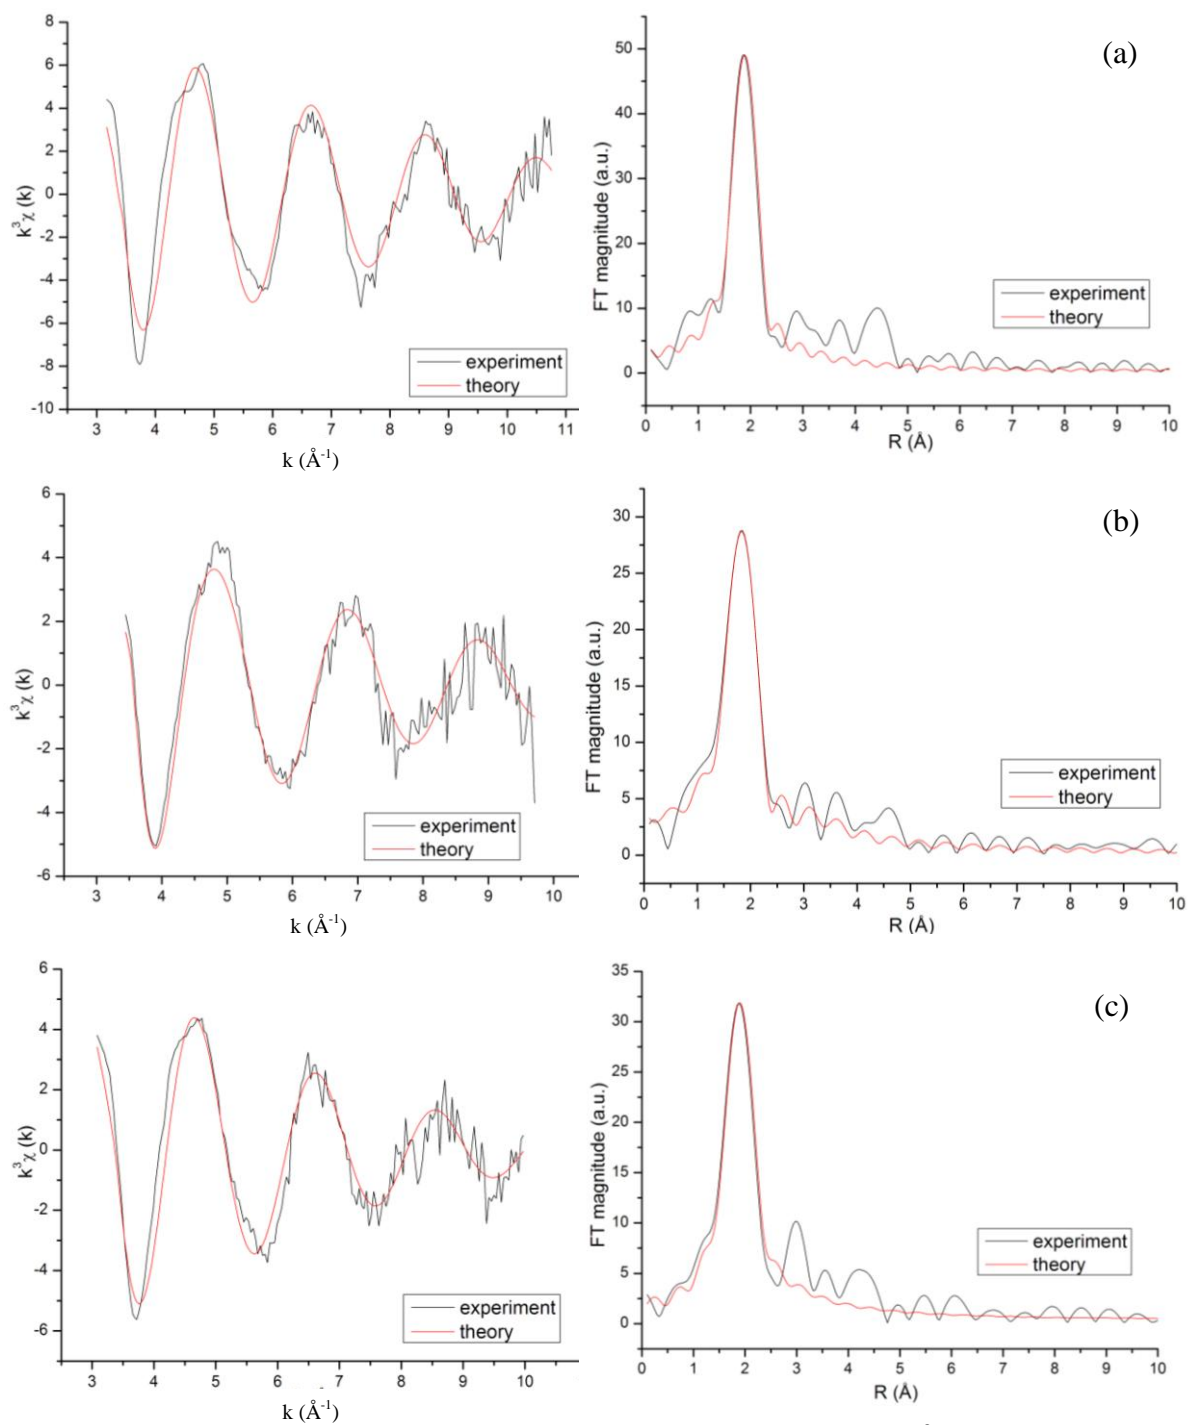 8
6
4
2
0
-2
-4
-6
-8
-10
k³χ (k)
3 4 5 6 7 8 9 10 11
k (Å⁻¹)
experiment
theory
50
40
30
20
10
0
FT magnitude (a.u.)
0 1 2 3 4 5 6 7 8 9 10
R (Å)
experiment
theory
(a)
6
4
2
0
-2
-4
-6
k³χ (k)
3 4 5 6 7 8 9 10
k (Å⁻¹)
experiment
theory
30
25
20
15
10
5
0
FT magnitude (a.u.)
0 1 2 3 4 5 6 7 8 9 10
R (Å)
experiment
theory
(b)
6
4
2
0
-2
-4
-6
k³χ (k)
3 4 5 6 7 8 9 10
k (Å⁻¹)
experiment
theory
35
30
25
20
15
10
5
0
FT magnitude (a.u.)
0 1 2 3 4 5 6 7 8 9 10
R (Å)
experiment
theory
(c)